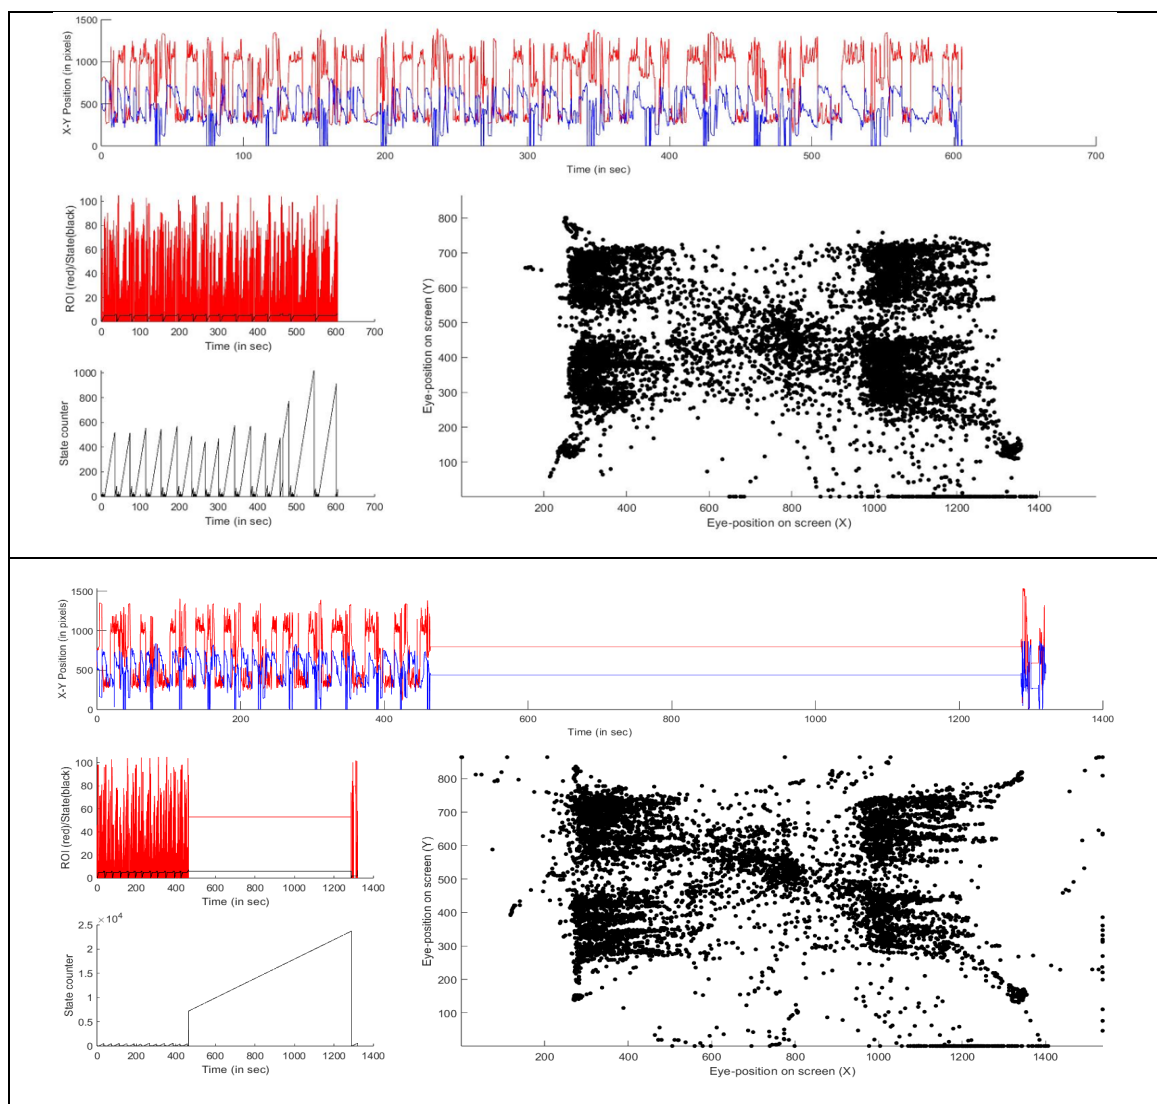 1500
1000
500
0
X-Y Position (in pixels)
0 100 200 300 400 500 600 700
Time (in sec)
100
80
60
40
20
0
ROI (red)/State(black)
0 100 200 300 400 500 600 700
Time (in sec)
1000
800
600
400
200
0
State counter
0 100 200 300 400 500 600 700
Time (in sec)
800
700
600
500
400
300
200
100
Eye-position on screen (Y)
200 400 600 800 1000 1200 1400
Eye-position on screen (X)
1500
1000
500
0
X-Y Position (in pixels)
0 200 400 600 800 1000 1200 1400
Time (in sec)
100
80
60
40
20
0
ROI (red)/State(black)
0 200 400 600 800 1000 1200 1400
Time (in sec)
× 10^4
2.5
2
1.5
1
0.5
0
State counter
0 200 400 600 800 1000 1200 1400
Time (in sec)
800
700
600
500
400
300
200
100
Eye-position on screen (Y)
200 400 600 800 1000 1200 1400
Eye-position on screen (X)